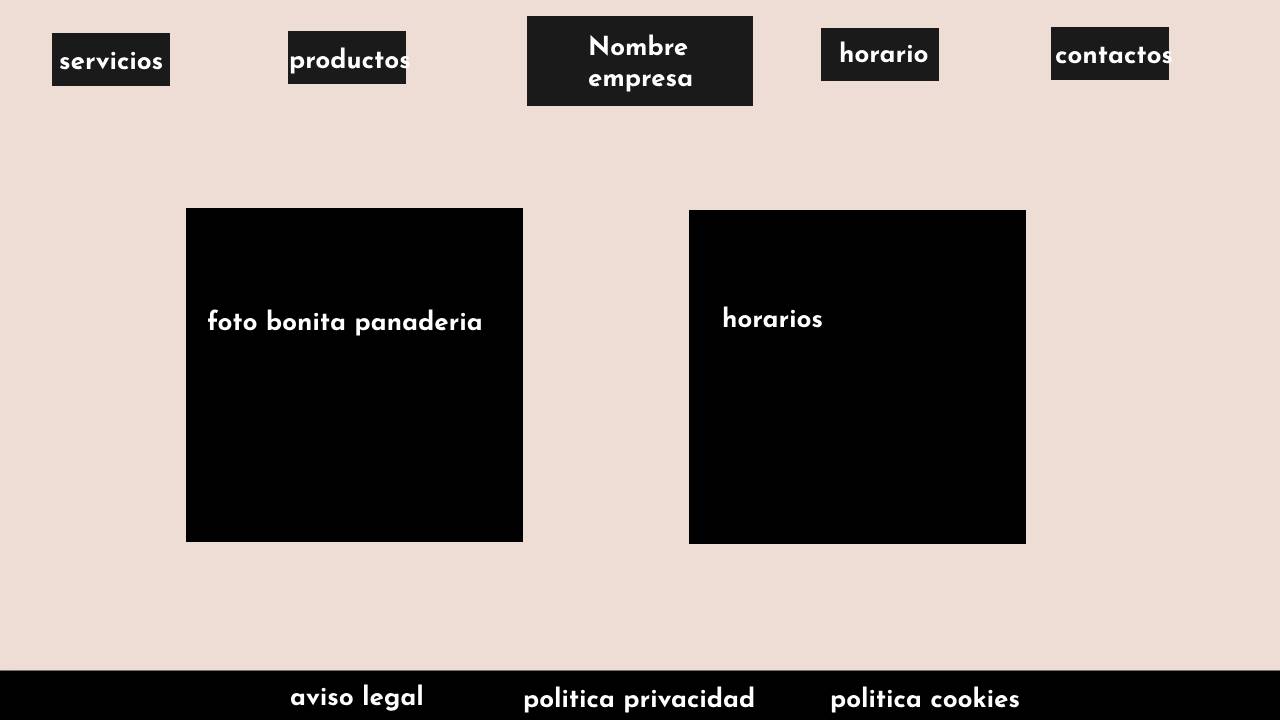 servicios
productos
Nombre
empresa
horario
contactos
foto bonita panaderia
horarios
aviso legal
politica privacidad
politica cookies